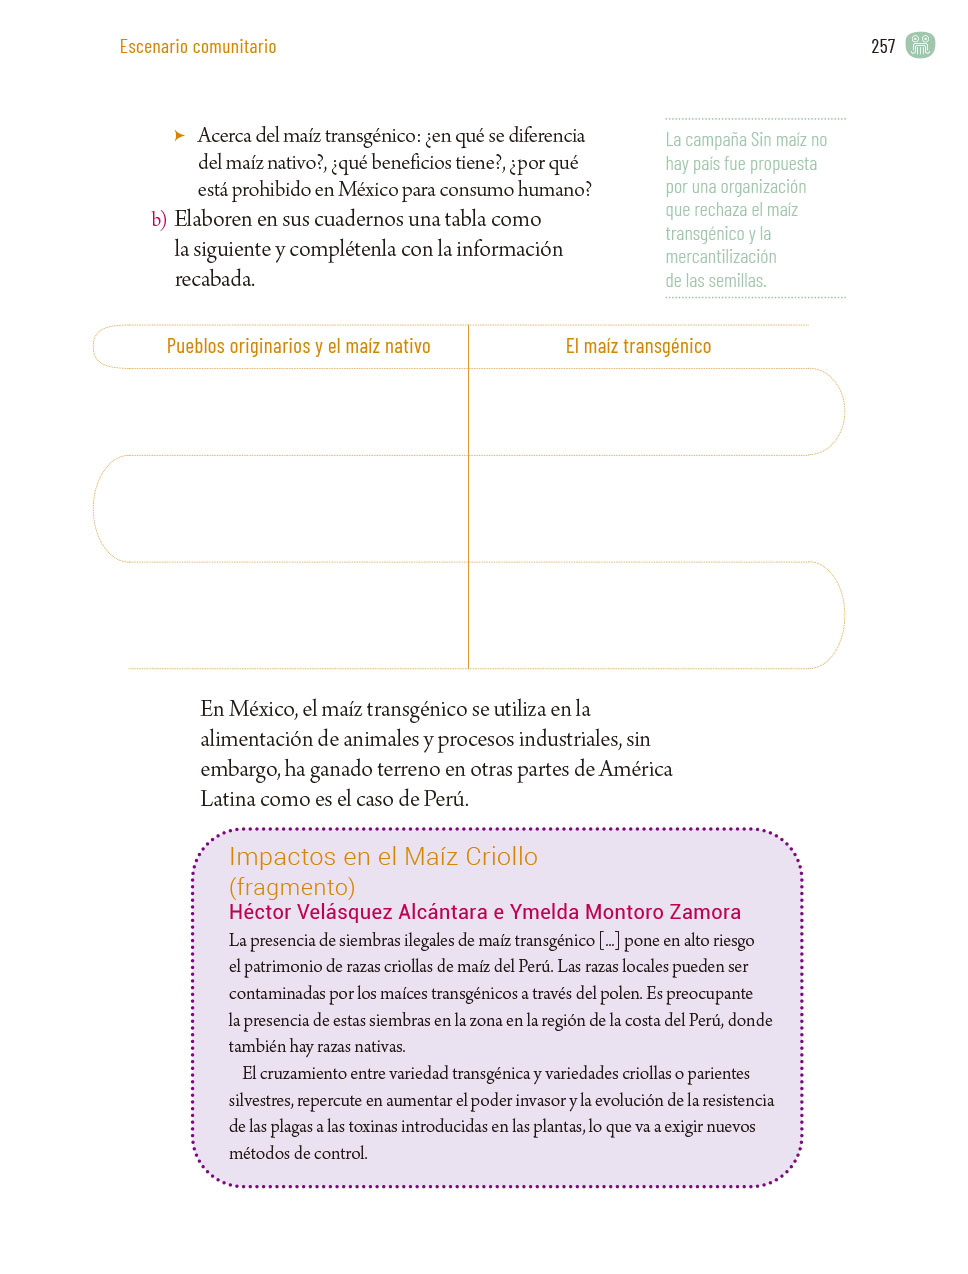 Escenario comunitario
257
➤ Acerca del maíz transgénico: ¿en qué se diferencia
del maíz nativo?, ¿qué beneficios tiene?, ¿por qué
está prohibido en México para consumo humano?
b) Elaboren en sus cuadernos una tabla como
la siguiente y complétenla con la información
recabada.
La campaña Sin maíz no
hay país fue propuesta
por una organización
que rechaza el maíz
transgénico y la
mercantilización
de las semillas.
Pueblos originarios y el maíz nativo
El maíz transgénico
En México, el maíz transgénico se utiliza en la
alimentación de animales y procesos industriales, sin
embargo, ha ganado terreno en otras partes de América
Latina como es el caso de Perú.
Impactos en el Maíz Criollo
(fragmento)
Héctor Velásquez Alcántara e Ymelda Montoro Zamora
La presencia de siembras ilegales de maíz transgénico [...] pone en alto riesgo
el patrimonio de razas criollas de maíz del Perú. Las razas locales pueden ser
contaminadas por los maíces transgénicos a través del polen. Es preocupante
la presencia de estas siembras en la zona en la región de la costa del Perú, donde
también hay razas nativas.
El cruzamiento entre variedad transgénica y variedades criollas o parientes
silvestres, repercute en aumentar el poder invasor y la evolución de la resistencia
de las plagas a las toxinas introducidas en las plantas, lo que va a exigir nuevos
métodos de control.